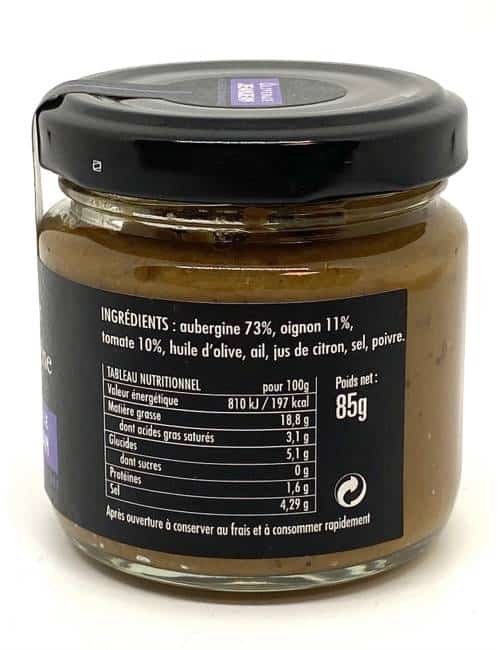 INGRÉDIENTS : aubergine 73%, oignon 11%,
tomate 10%, huile d'olive, ail, jus de citron, sel, poivre.
TABLEAU NUTRITIONNEL pour 100g
Valeur énergétique 810 kJ / 197 kcal
Matière grasse 18,8 g
dont acides gras saturés 3,1 g
Glucides 5,1 g
dont sucres 0 g
Protéines 1,6 g
Sel 4,29 g
Poids net :
85g
Après ouverture à conserver au frais et à consommer rapidement